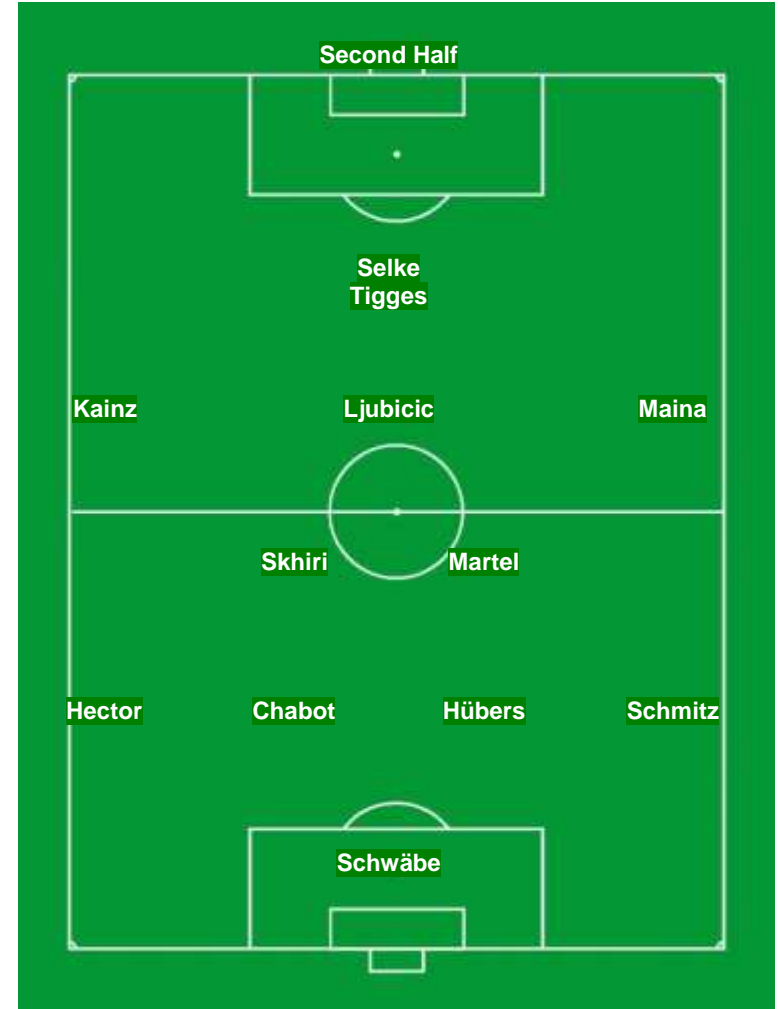 Second Half
Selke
Tigges
Kainz Ljubicic Maina
Skhiri Martel
Hector Chabot Hübers Schmitz
Schwäbe